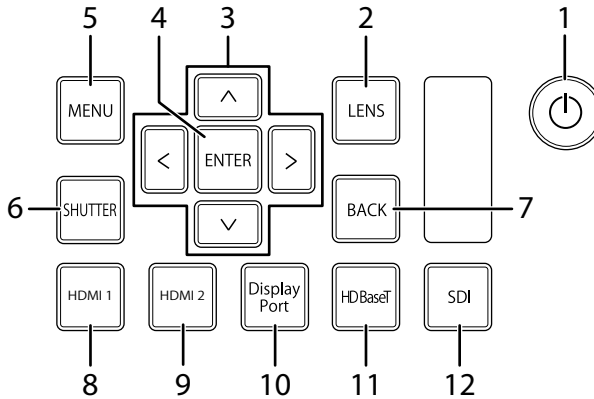 5 4 3 2 1
MENU
LENS
ENTER
6 SHUTTER
BACK 7
HDMI 1
HDMI 2
Display
Port
HDBaseT
SDI
8 9 10 11 12